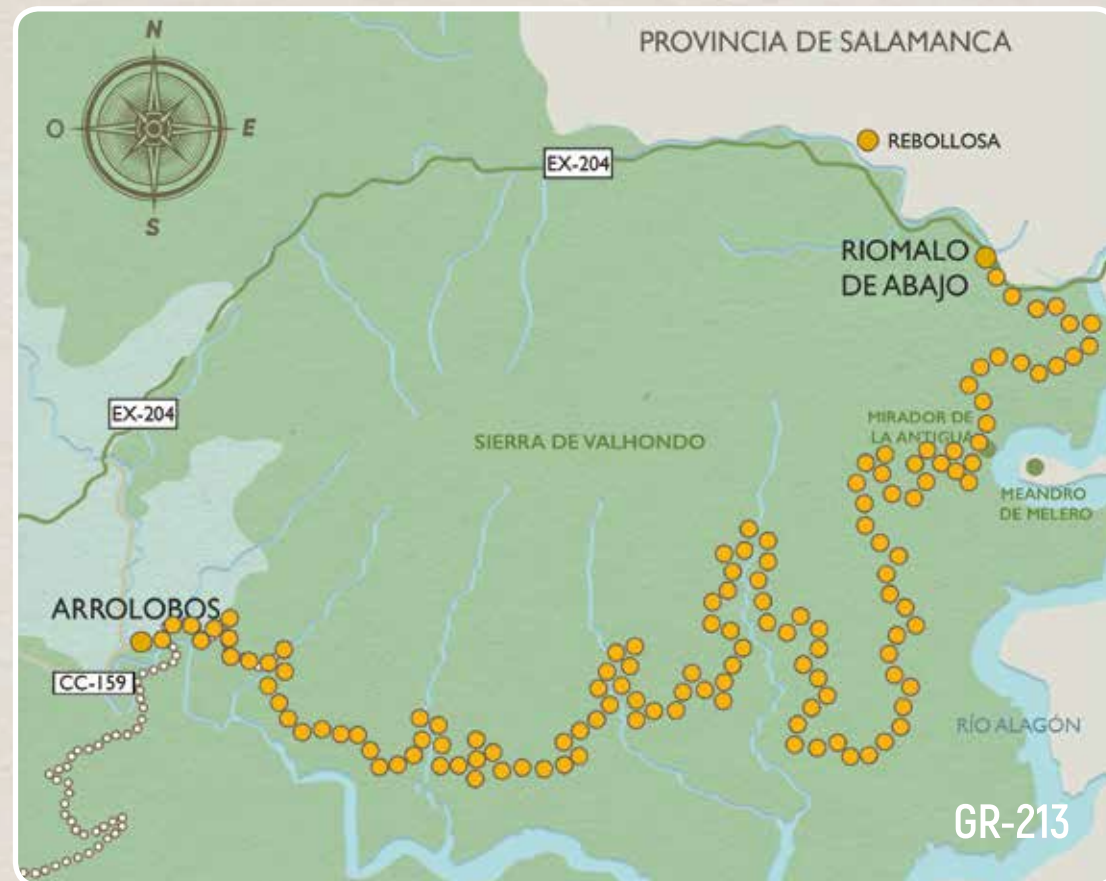 N
PROVINCIA DE SALAMANCA
O
E
S
EX-204
REBOLLOSA
RIOMALO
DE ABAJO
EX-204
MIRADOR DE
LA ANTIGUA
SIERRA DE VALHONDO
MEANDRO
DE MELERO
ARROLOBOS
CC-159
RÍO ALAGÓN
GR-213